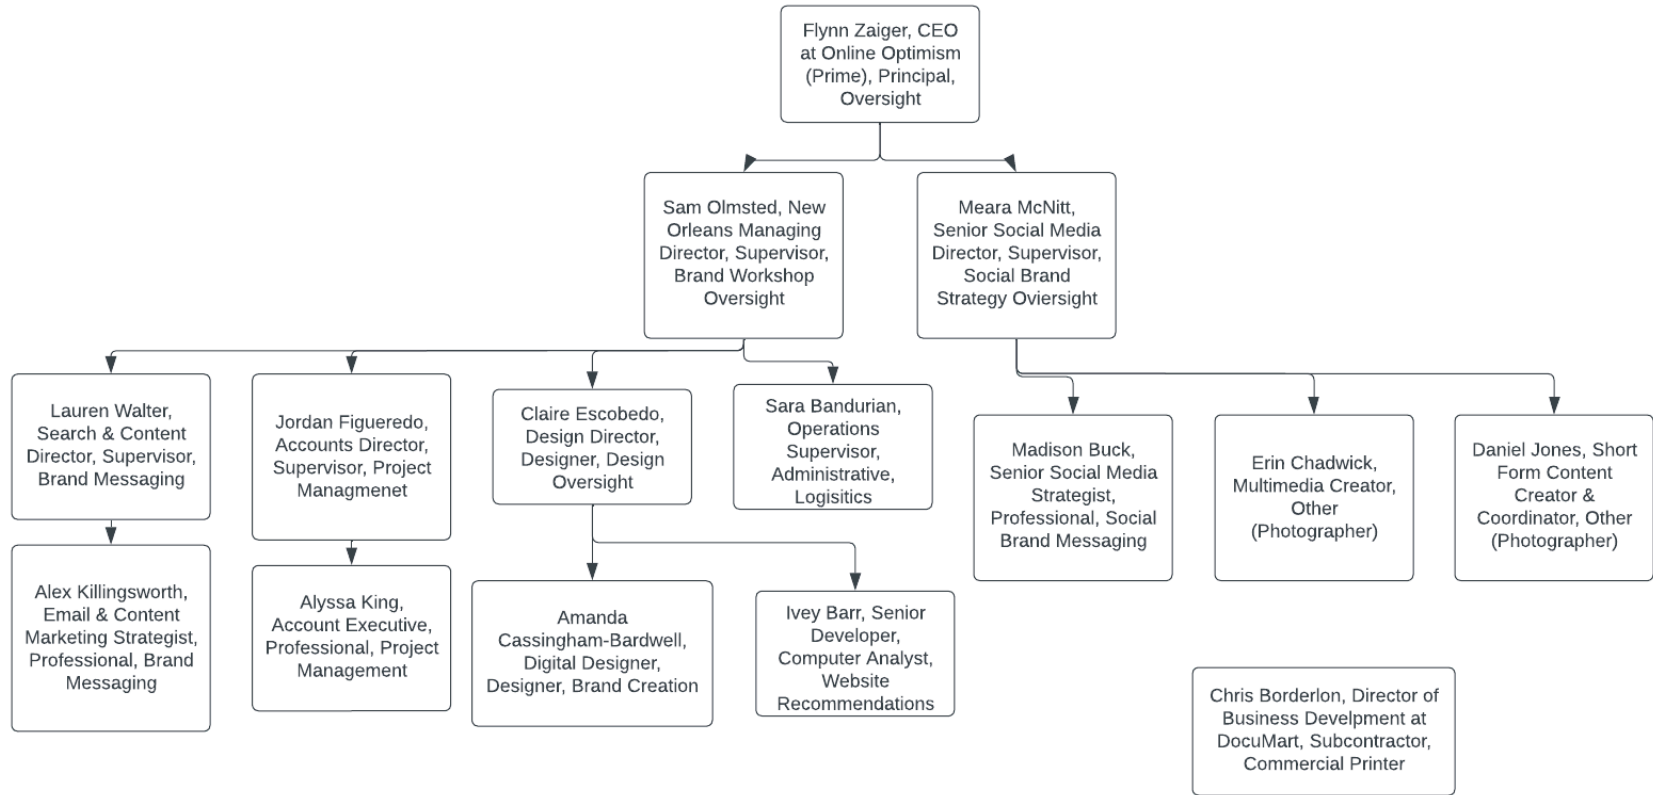 Flynn Zaiger, CEO
at Online Optimism
(Prime), Principal,
Oversight
Sam Olmsted, New
Orleans Managing
Director, Supervisor,
Brand Workshop
Oversight
Meara McNitt,
Senior Social Media
Director, Supervisor,
Social Brand
Strategy Oviersight
Lauren Walter,
Search & Content
Director, Supervisor,
Brand Messaging
Jordan Figueredo,
Accounts Director,
Supervisor, Project
Managmenet
Claire Escobedo,
Design Director,
Designer, Design
Oversight
Sara Bandurian,
Operations
Supervisor,
Administrative,
Logisitics
Madison Buck,
Senior Social Media
Strategist,
Professional, Social
Brand Messaging
Erin Chadwick,
Multimedia Creator,
Other
(Photographer)
Daniel Jones, Short
Form Content
Creator &
Coordinator, Other
(Photographer)
Alex Killingsworth,
Email & Content
Marketing Strategist,
Professional, Brand
Messaging
Alyssa King,
Account Executive,
Professional, Project
Management
Amanda
Cassingham-Bardwell,
Digital Designer,
Designer, Brand Creation
Ivey Barr, Senior
Developer,
Computer Analyst,
Website
Recommendations
Chris Borderlon, Director of
Business Develpment at
DocuMart, Subcontractor,
Commercial Printer